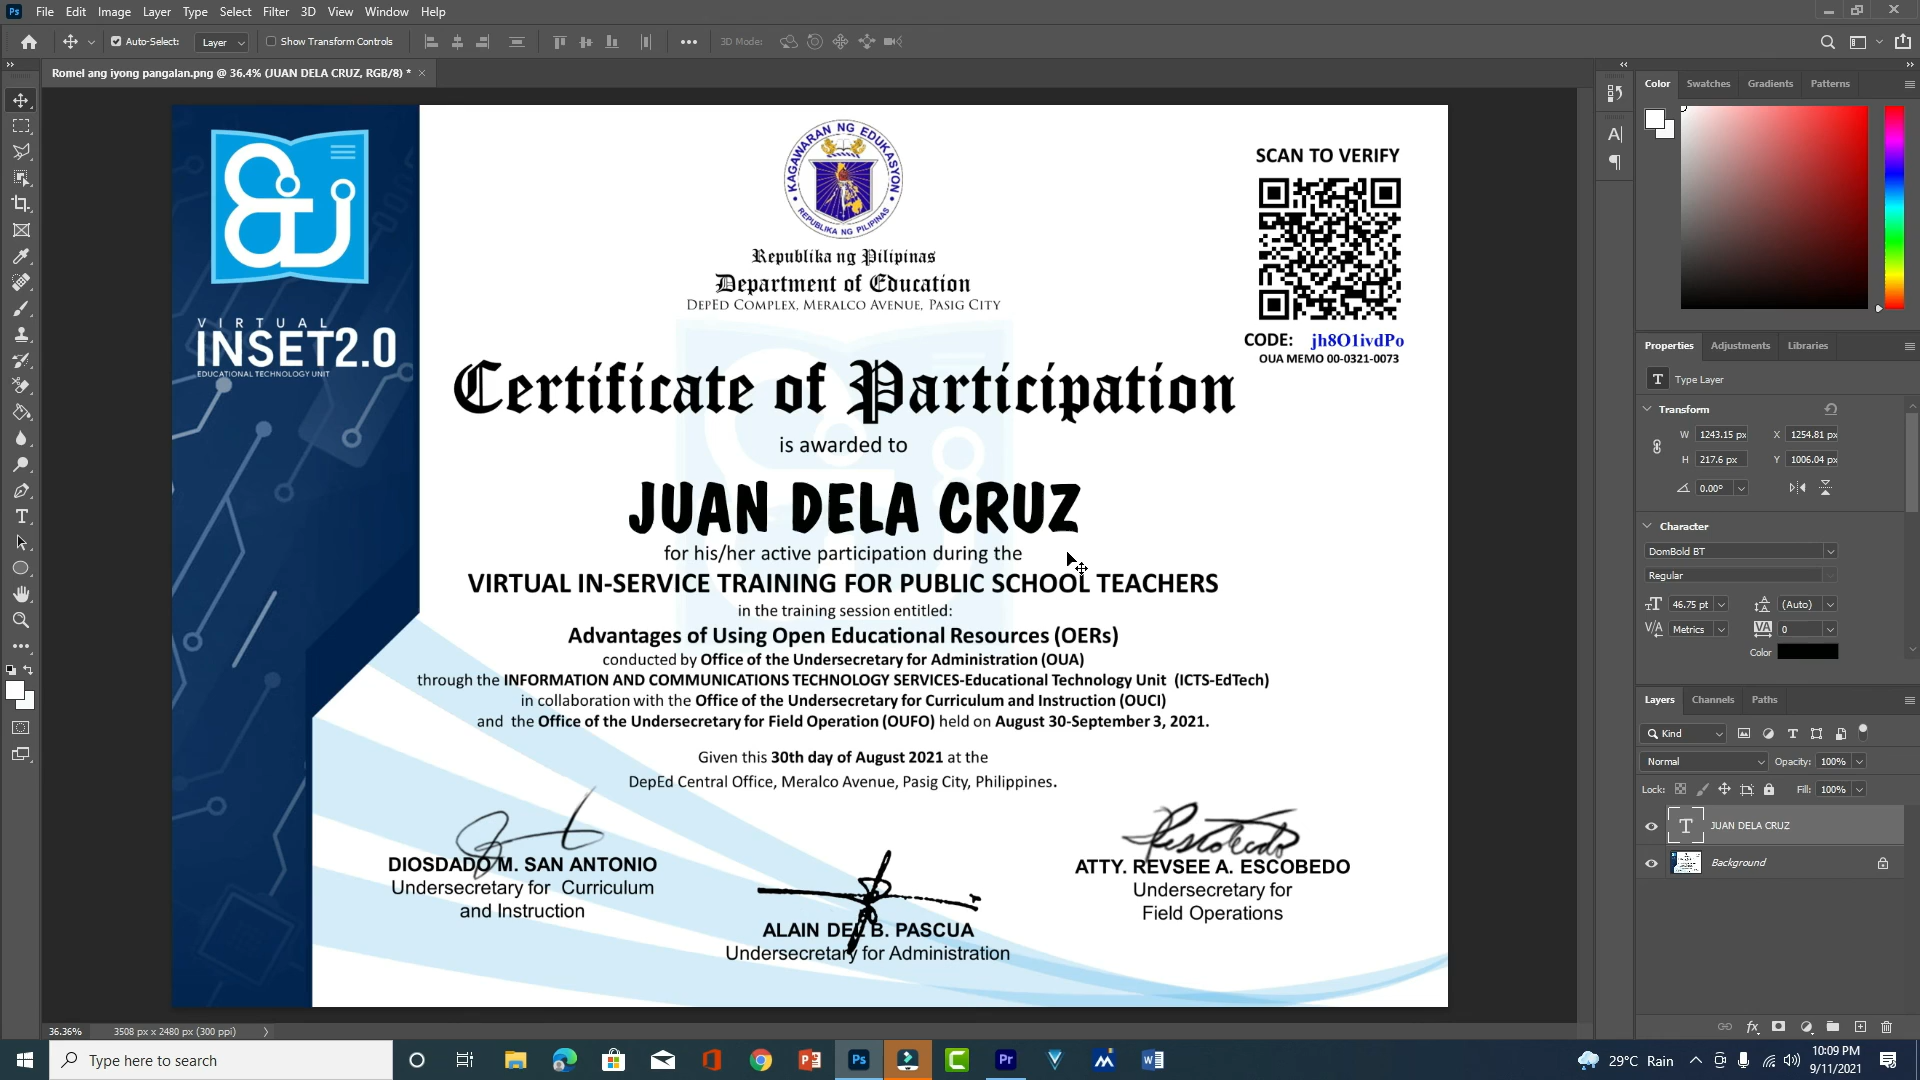 Ps File Edit Image Layer Type Select Filter 3D View Window Help
Auto-Select: Layer Show Transform Controls 3D Mode:
Romel ang iyong pangalan.png @ 36.4% (JUAN DELA CRUZ, RGB/8) *
KAGAWARAN NG EDUKASYON
REPUBLIKA NG PILIPINAS
Republika ng Pilipinas
Department of Education
DEPED COMPLEX, MERALCO AVENUE, PASIG CITY
SCAN TO VERIFY
CODE: jh8O1ivdPo
OUA MEMO 00-0321-0073
VIRTUAL
INSET2.0
EDUCATIONAL TECHNOLOGY UNIT
Certificate of Participation
is awarded to
JUAN DELA CRUZ
for his/her active participation during the
VIRTUAL IN-SERVICE TRAINING FOR PUBLIC SCHOOL TEACHERS
in the training session entitled:
Advantages of Using Open Educational Resources (OERs)
conducted by Office of the Undersecretary for Administration (OUA)
through the INFORMATION AND COMMUNICATIONS TECHNOLOGY SERVICES-Educational Technology Unit (ICTS-EdTech)
in collaboration with the Office of the Undersecretary for Curriculum and Instruction (OUCI)
and the Office of the Undersecretary for Field Operation (OUFO) held on August 30-September 3, 2021.
Given this 30th day of August 2021 at the
DepEd Central Office, Meralco Avenue, Pasig City, Philippines.
DIOSDADO M. SAN ANTONIO
Undersecretary for Curriculum
and Instruction
ALAIN DEL B. PASCUA
Undersecretary for Administration
ATTY. REVSEE A. ESCOBEDO
Undersecretary for
Field Operations
Color Swatches Gradients Patterns
Properties Adjustments Libraries
Type Layer
Transform
W 1243.15 px X 1254.81 px
H 217.6 px Y 1006.04 px
0.00°
Character
DomBold BT
Regular
46.75 pt (Auto)
Metrics 0
Color
Layers Channels Paths
Kind
Normal Opacity: 100%
Lock: Fill: 100%
JUAN DELA CRUZ
Background
36.36% 3508 px x 2480 px (300 ppi)
Type here to search
29°C Rain
10:09 PM
9/11/2021